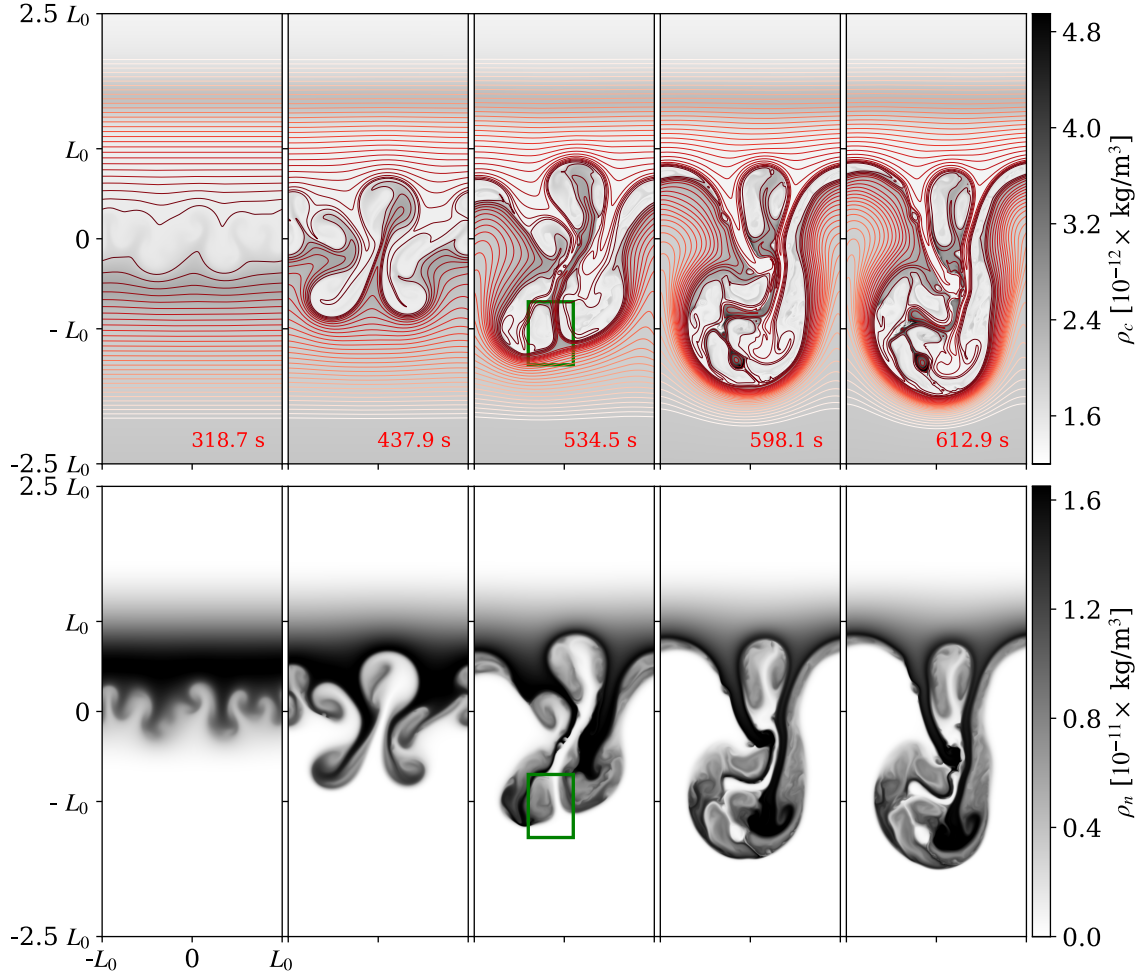 2.5 L₀
L₀
0
- L₀
-2.5 L₀
318.7 s
437.9 s
534.5 s
598.1 s
612.9 s
4.8
4.0
3.2
2.4
1.6
ρ_c [10⁻¹² × kg/m³]
2.5 L₀
L₀
0
- L₀
-2.5 L₀
-L₀ 0 L₀
1.6
1.2
0.8
0.4
0.0
ρ_n [10⁻¹¹ × kg/m³]